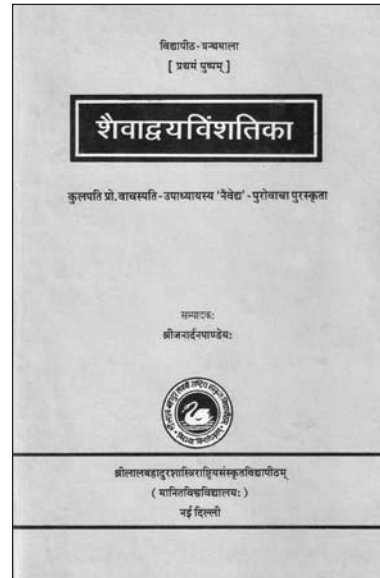 विद्यापीठ-ग्रन्थमाला
[ प्रथमं पुष्पम् ]
शैवाद्वयविंशतिका
कुलपति प्रो. वाचस्पति-उपाध्यायस्य 'नैवेद्य'-पुरोवाचा पुरस्कृता
सम्पादक:
श्रीजनार्दनपाण्डेय:
श्रीलालबहादुरशास्त्रिराष्ट्रियसंस्कृतविद्यापीठम्
( मानितविश्वविद्यालय: )
नई दिल्ली